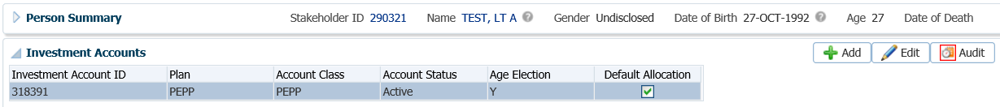 Person Summary Stakeholder ID 290321 Name TEST, LT A ? Gender Undisclosed Date of Birth 27-OCT-1992 ? Age 27 Date of Death
Investment Accounts Add Edit Audit
Investment Account ID Plan Account Class Account Status Age Election Default Allocation
318391 PEPP PEPP Active Y